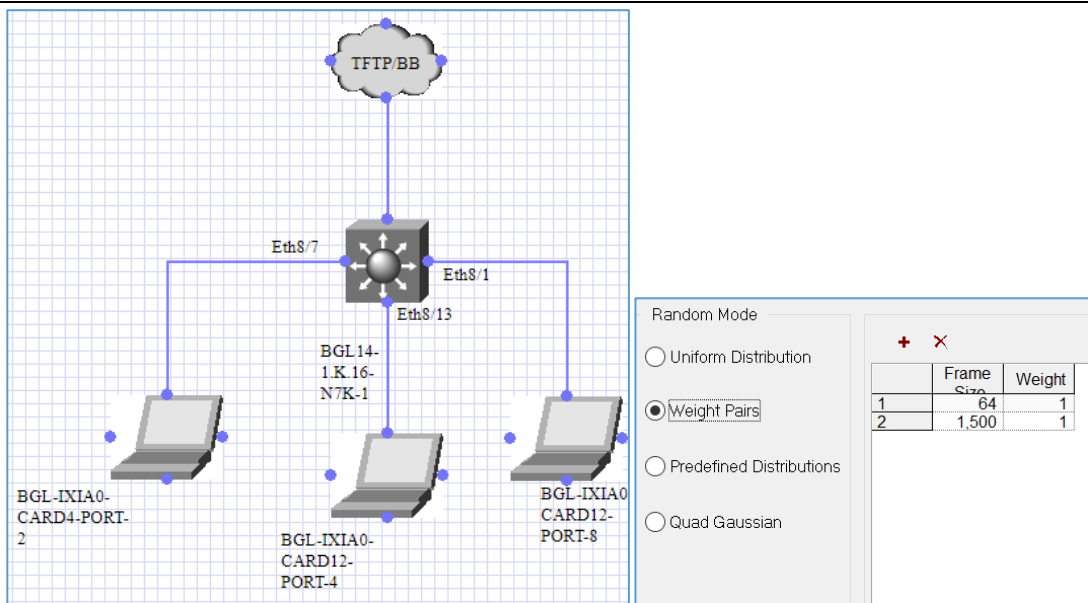 TFTP/BB
Eth8/7
Eth8/1
Eth8/13
BGL14-
1.K.16-
N7K-1
BGL-IXIA0-
CARD4-PORT-
2
BGL-IXIA0-
CARD12-
PORT-4
BGL-IXIA0
CARD12-
PORT-8
Random Mode
Uniform Distribution
Weight Pairs
Predefined Distributions
Quad Gaussian
Frame Size Weight
1 64 1
2 1,500 1